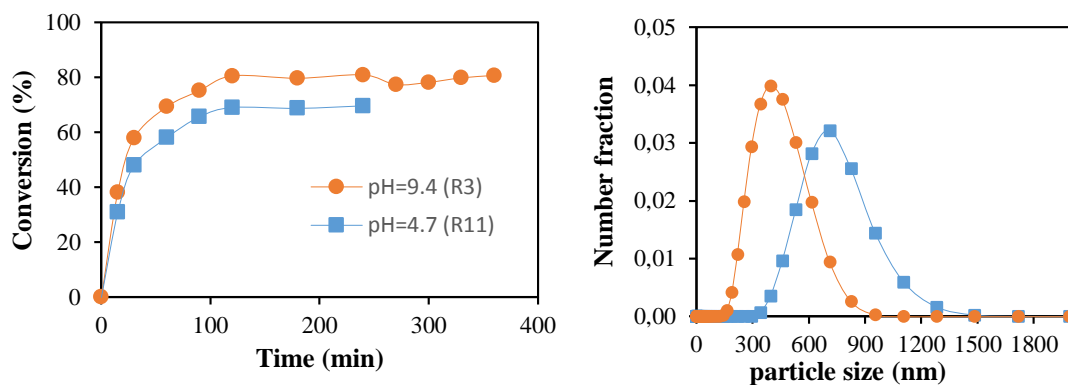 Conversion (%)
100
80
60
40
20
0
pH=9.4 (R3)
pH=4.7 (R11)
0 100 200 300 400
Time (min)
Number fraction
0,05
0,04
0,03
0,02
0,01
0,00
0 300 600 900 1200 1500 1800
particle size (nm)